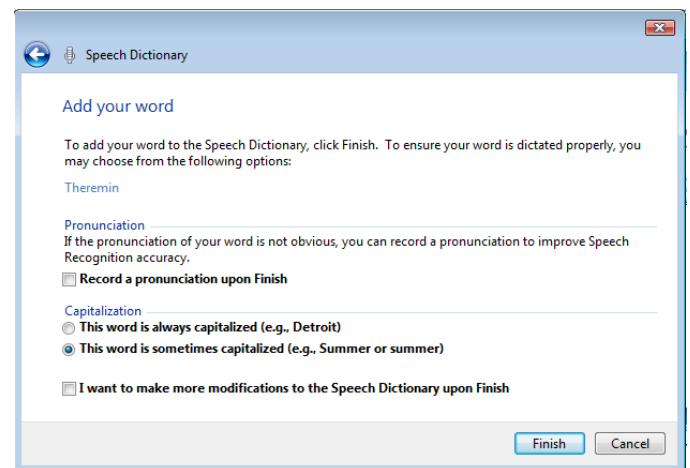 Speech Dictionary
Add your word
To add your word to the Speech Dictionary, click Finish. To ensure your word is dictated properly, you
may choose from the following options:
Theremin
Pronunciation
If the pronunciation of your word is not obvious, you can record a pronunciation to improve Speech
Recognition accuracy.
Record a pronunciation upon Finish
Capitalization
This word is always capitalized (e.g., Detroit)
This word is sometimes capitalized (e.g., Summer or summer)
I want to make more modifications to the Speech Dictionary upon Finish
Finish Cancel